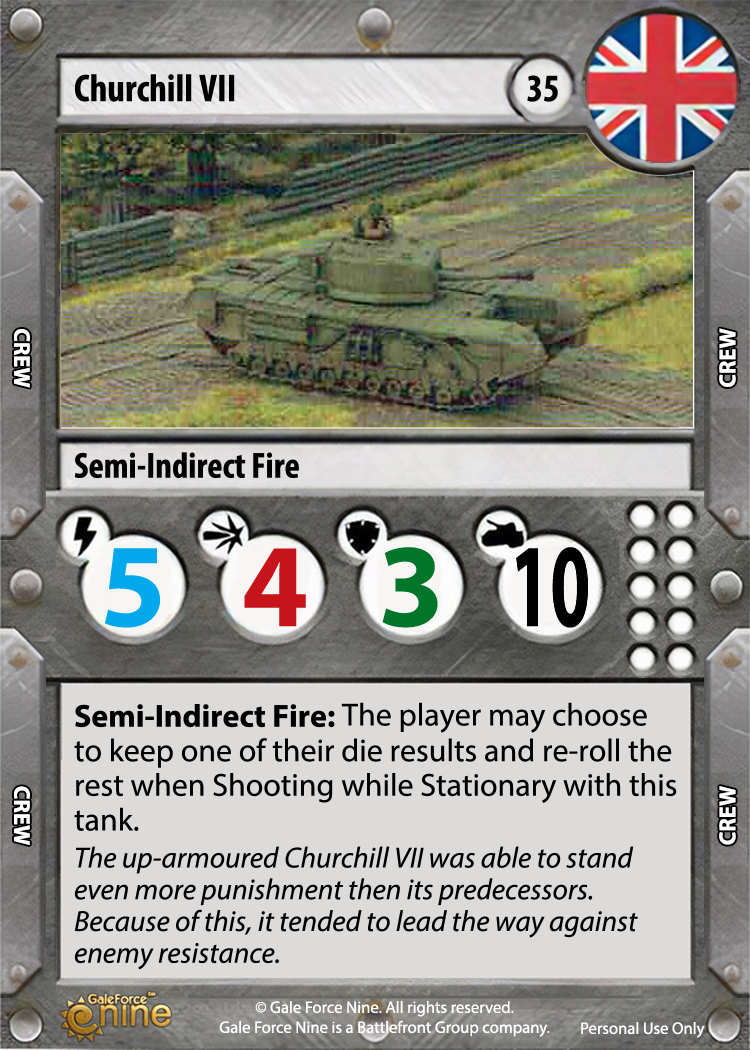 Churchill VII
35
CREW
CREW
Semi-Indirect Fire
5
4
3
10
Semi-Indirect Fire: The player may choose
to keep one of their die results and re-roll the
rest when Shooting while Stationary with this
tank.
The up-armoured Churchill VII was able to stand
even more punishment then its predecessors.
Because of this, it tended to lead the way against
enemy resistance.
CREW
CREW
GaleForce™
nine
© Gale Force Nine. All rights reserved.
Gale Force Nine is a Battlefront Group company.
Personal Use Only